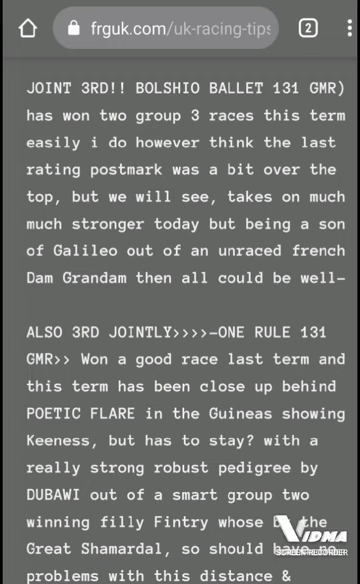 frguk.com/uk-racing-tips
2
JOINT 3RD!! BOLSHIO BALLET 131 GMR)
has won two group 3 races this term
easily i do however think the last
rating postmark was a bit over the
top, but we will see, takes on much
much stronger today but being a son
of Galileo out of an unraced french
Dam Grandam then all could be well-
ALSO 3RD JOINTLY>>>>-ONE RULE 131
GMR>> Won a good race last term and
this term has been close up behind
POETIC FLARE in the Guineas showing
Keeness, but has to stay? with a
really strong robust pedigree by
DUBAWI out of a smart group two
winning filly Fintry whose by the
Great Shamardal, so should have no
problems with this distance &
VIDMA
SCREEN RECORDER